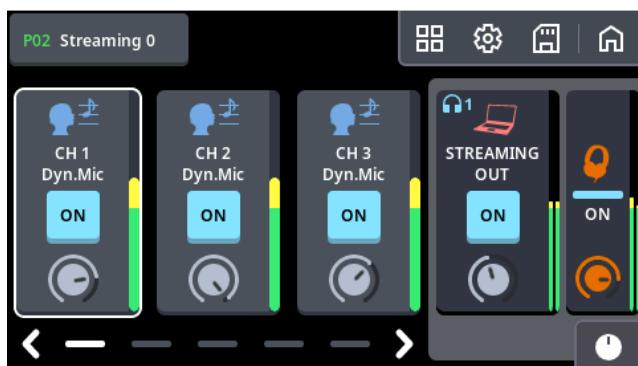 P02 Streaming 0
CH 1
Dyn.Mic
ON
CH 2
Dyn.Mic
ON
CH 3
Dyn.Mic
ON
1
STREAMING
OUT
ON
ON